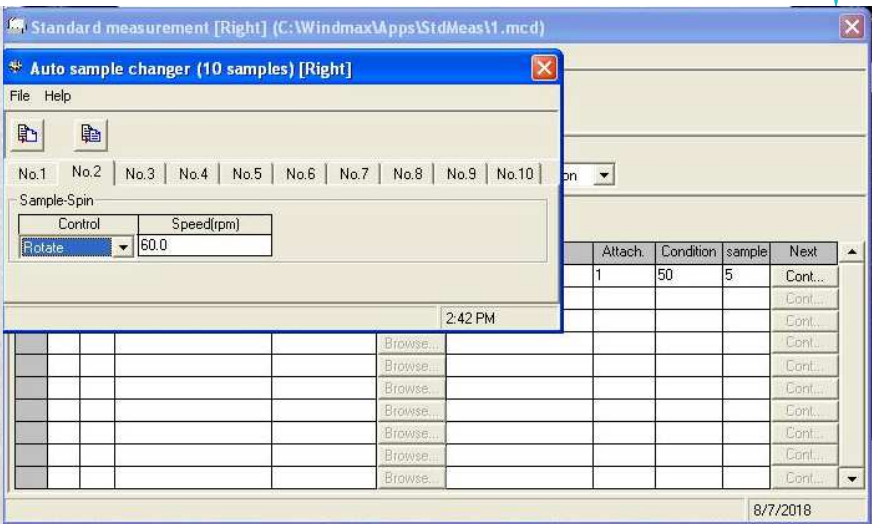 Standard measurement [Right] (C:\Windmax\Apps\StdMeas\1.mcd)
Auto sample changer (10 samples) [Right]
File Help
No.1 No.2 No.3 No.4 No.5 No.6 No.7 No.8 No.9 No.10
on
Sample-Spin
Control Speed(rpm)
Rotate 60.0
Attach. Condition sample Next
1 50 5 Cont...
Cont...
2:42 PM
Cont...
Browse... Cont...
Browse... Cont...
Browse... Cont...
Browse... Cont...
Browse... Cont...
Browse... Cont...
Browse... Cont...
8/7/2018